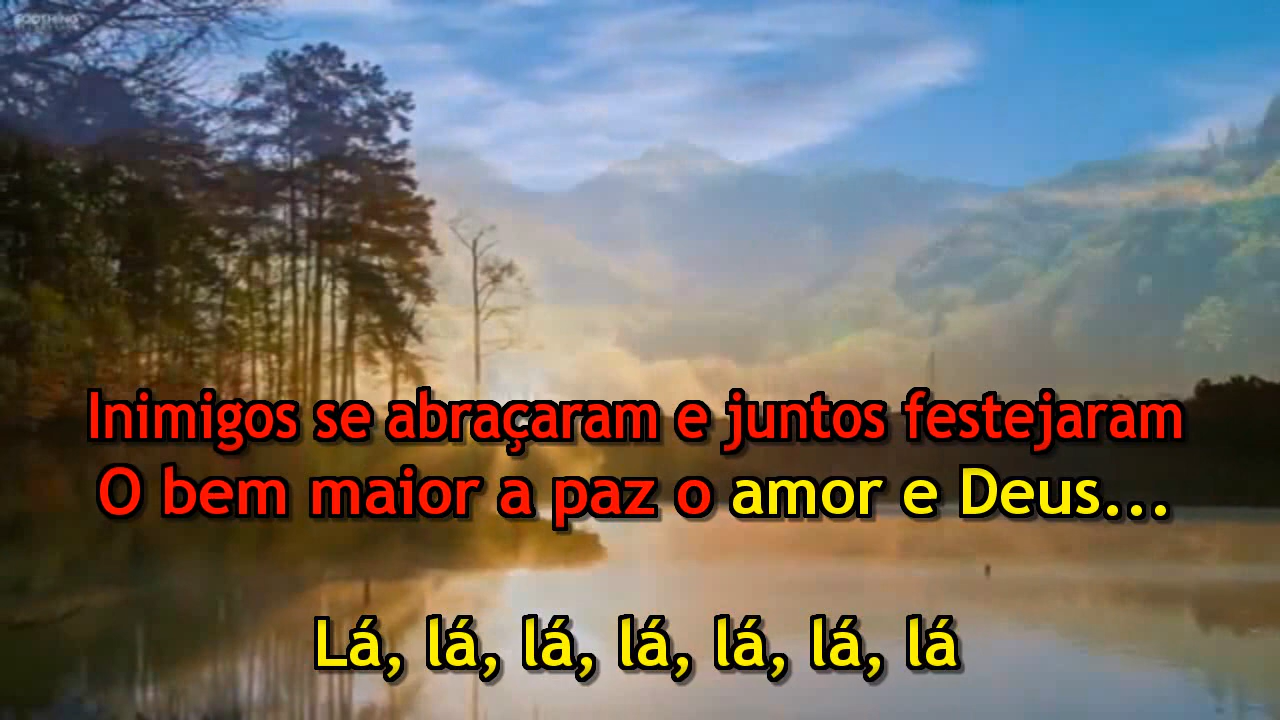 Inimigos se abraçaram e juntos festejaram
O bem maior a paz o amor e Deus...
Lá, lá, lá, lá, lá, lá, lá